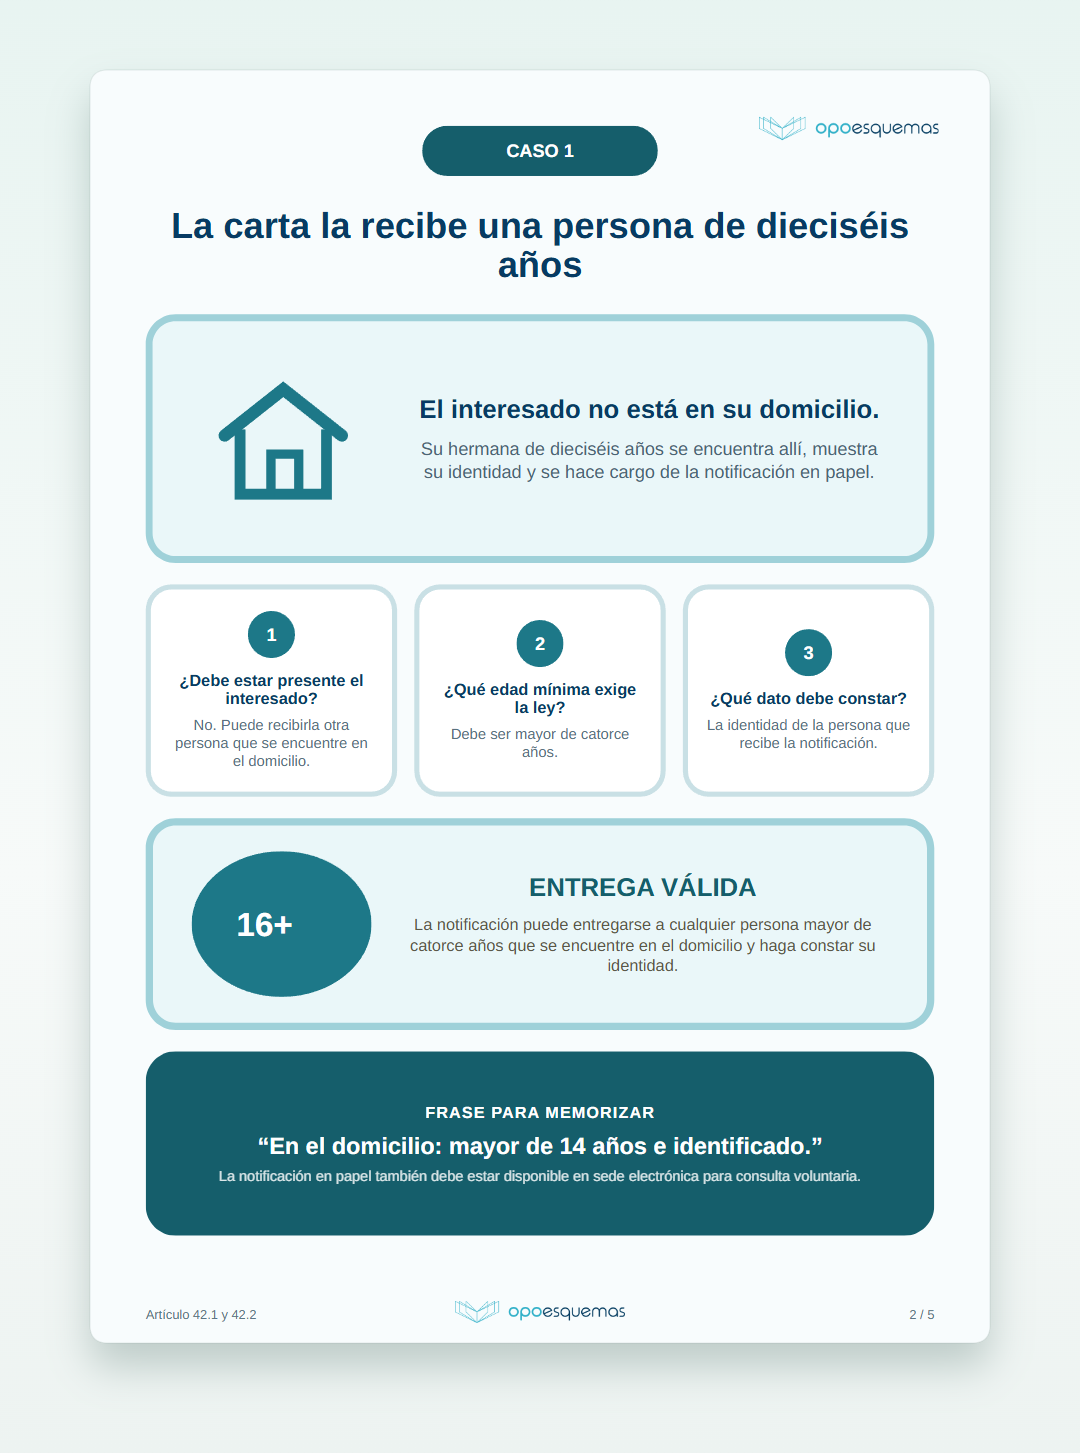 opoesquemas
CASO 1
La carta la recibe una persona de dieciséis
años
El interesado no está en su domicilio.
Su hermana de dieciséis años se encuentra allí, muestra
su identidad y se hace cargo de la notificación en papel.
1
¿Debe estar presente el
interesado?
No. Puede recibirla otra
persona que se encuentre en
el domicilio.
2
¿Qué edad mínima exige
la ley?
Debe ser mayor de catorce
años.
3
¿Qué dato debe constar?
La identidad de la persona que
recibe la notificación.
16+
ENTREGA VÁLIDA
La notificación puede entregarse a cualquier persona mayor de
catorce años que se encuentre en el domicilio y haga constar su
identidad.
FRASE PARA MEMORIZAR
“En el domicilio: mayor de 14 años e identificado.”
La notificación en papel también debe estar disponible en sede electrónica para consulta voluntaria.
Artículo 42.1 y 42.2
opoesquemas
2 / 5